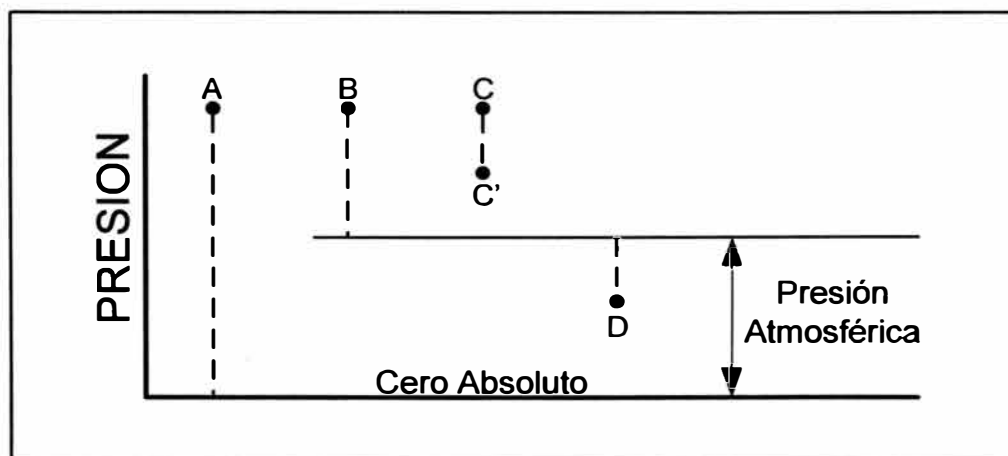 PRESION
A
B
C
C'
D
Presión
Atmosférica
Cero Absoluto